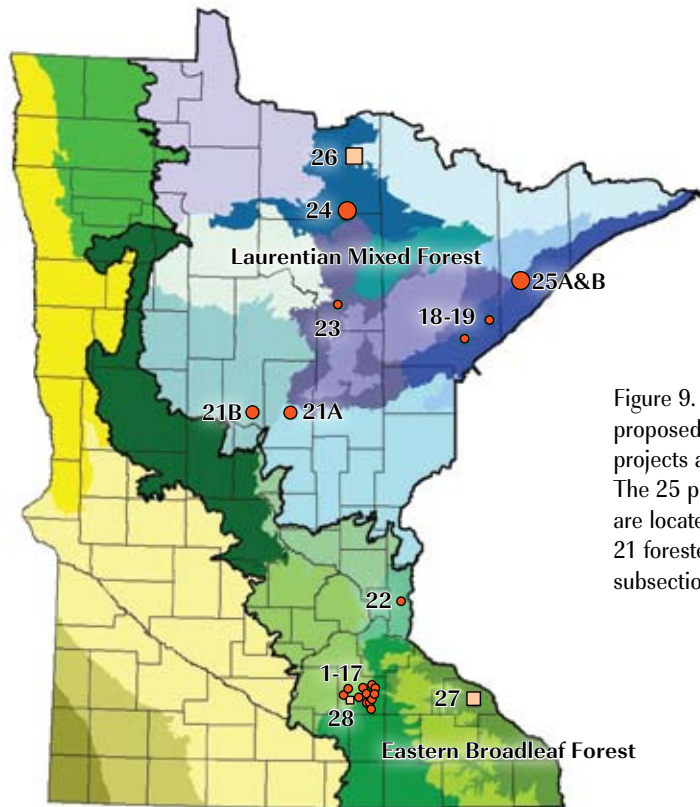 26
24
Laurentian Mixed Forest
25A&B
23
18-19
21B
21A
Figure 9.
proposed
projects a
The 25 p
are locate
21 foreste
subsectio
22
1-17
27
28
Eastern Broadleaf Forest